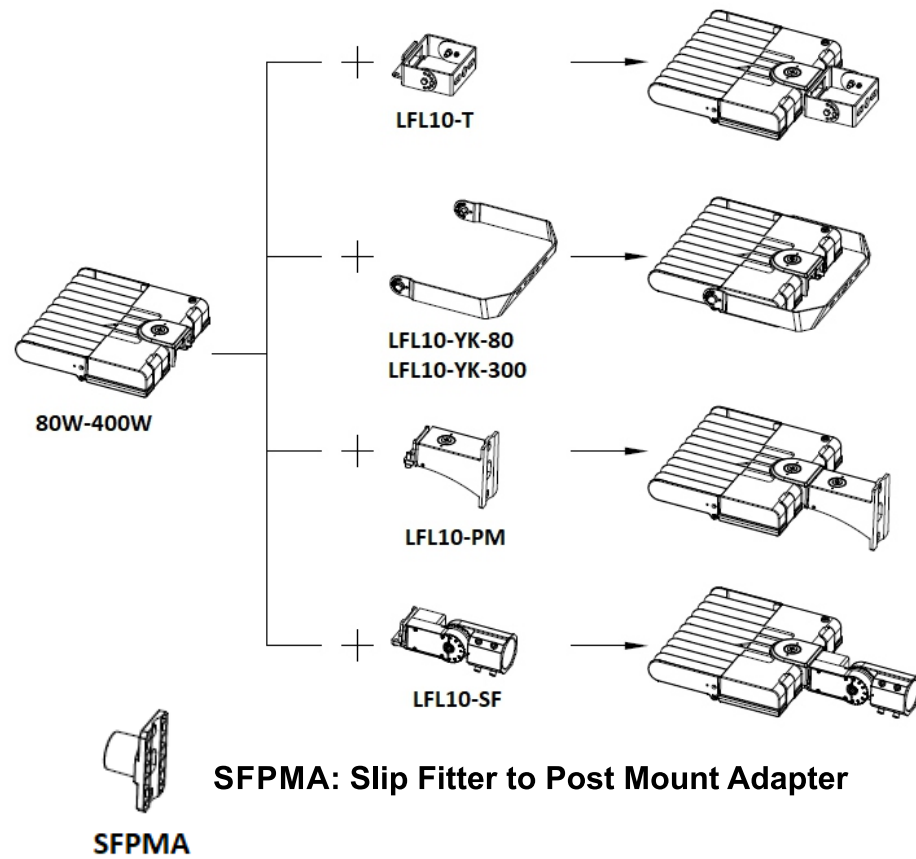 LFL10-T
LFL10-YK-80
LFL10-YK-300
80W-400W
LFL10-PM
LFL10-SF
SFPMA: Slip Fitter to Post Mount Adapter
SFPMA